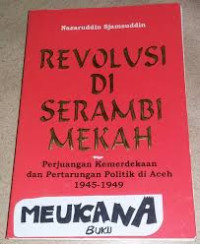 Nazaruddin Sjamsuddin
REVOLUSI
DI
SERAMBI
MEKAH
Perjuangan Kemerdekaan
dan Pertarungan Politik di Aceh
1945-1949
MEUKANA
BUKU